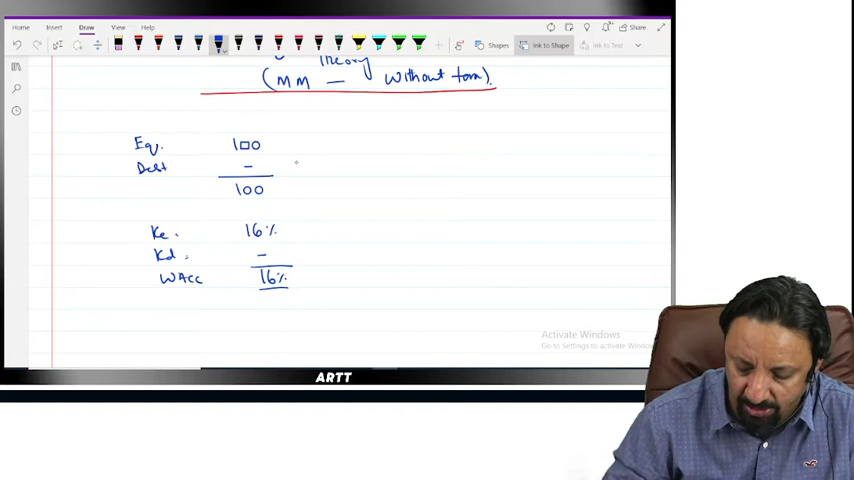 Home Insert Draw View Help Share
Shapes Ink to Shape Ink to Text
Theory
(MM — Without tax).
Eq. 100
Debt -
100
Ke. 16%
Kd. -
WACC 16%
Activate Windows
Go to Settings to activate Windows
ARTT